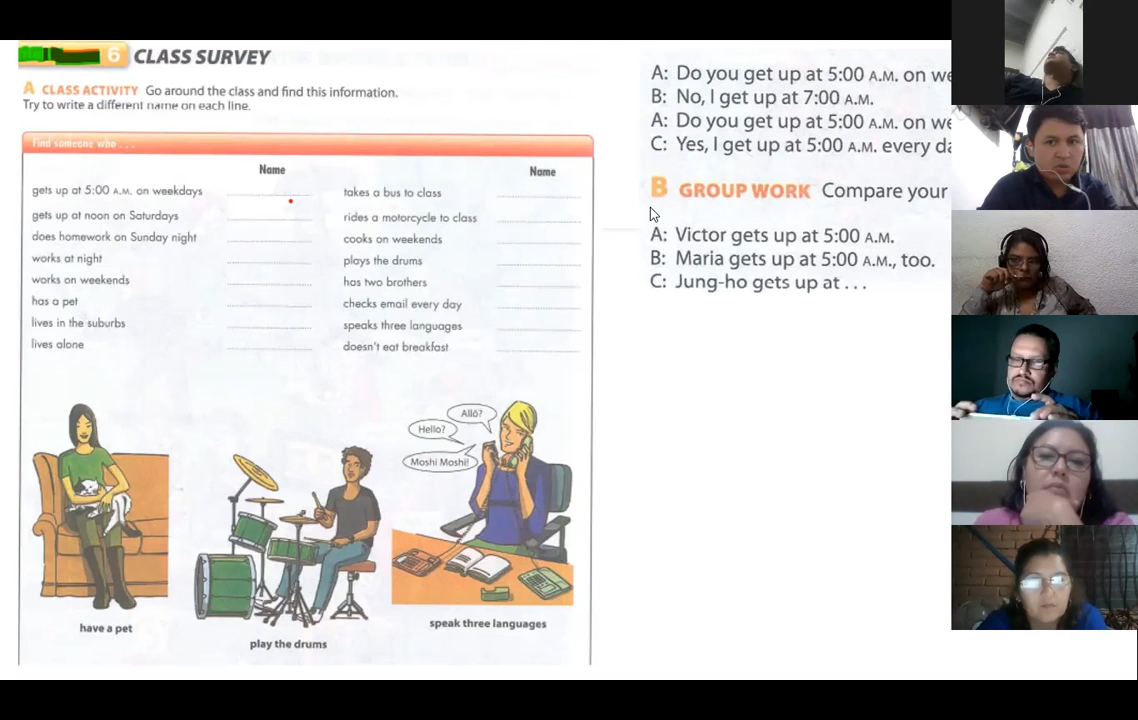 6 CLASS SURVEY
A CLASS ACTIVITY Go around the class and find this information.
Try to write a different name on each line.
Find someone who . . .
Name
Name
gets up at 5:00 A.M. on weekdays
gets up at noon on Saturdays
does homework on Sunday night
works at night
works on weekends
has a pet
lives in the suburbs
lives alone
takes a bus to class
rides a motorcycle to class
cooks on weekends
plays the drums
has two brothers
checks email every day
speaks three languages
doesn't eat breakfast
Alló?
Hello?
Moshi Moshi!
have a pet
play the drums
speak three languages
A: Do you get up at 5:00 A.M. on we
B: No, I get up at 7:00 A.M.
A: Do you get up at 5:00 A.M. on we
C: Yes, I get up at 5:00 A.M. every da
B GROUP WORK Compare your
A: Victor gets up at 5:00 A.M.
B: Maria gets up at 5:00 A.M., too.
C: Jung-ho gets up at . . .